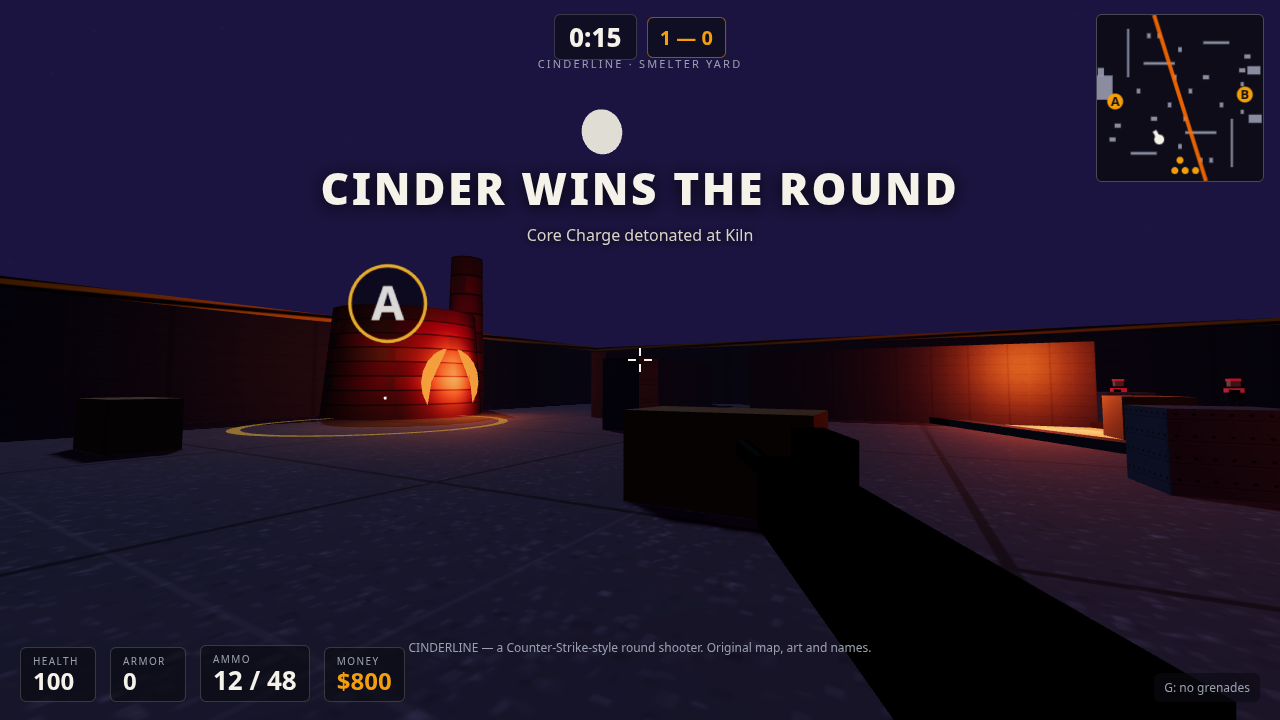 0:15
1 — 0
CINDERLINE · SMELTER YARD
A
B
CINDER WINS THE ROUND
Core Charge detonated at Kiln
A
CINDERLINE — a Counter-Strike-style round shooter. Original map, art and names.
HEALTH
100
ARMOR
0
AMMO
12 / 48
MONEY
$800
G: no grenades